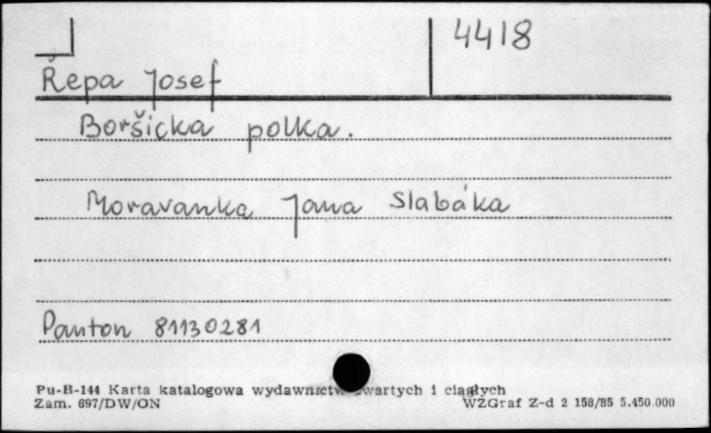 4418
Řepa Josef
Boršicka polka.
Moravanka Jana Slabáka
Panton 81130281
Pu-B-144 Karta katalogowa wydawnictw zwartych i ciągłych
Zam. 697/DW/ON
WZGraf Z-d 2 158/85 5.450.000